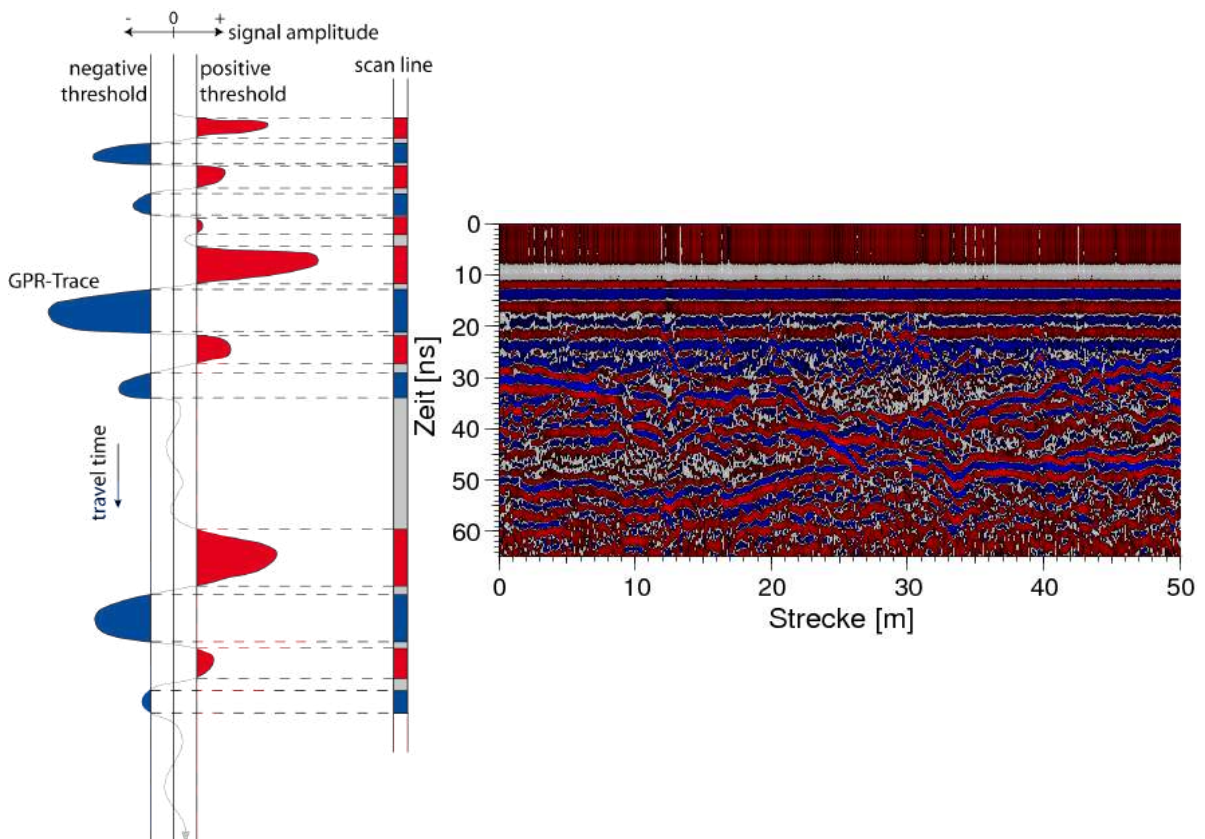 - 0 +
signal amplitude
negative
threshold
positive
threshold
scan line
GPR-Trace
travel time
Zeit [ns]
0
10
20
30
40
50
60
0 10 20 30 40 50
Strecke [m]